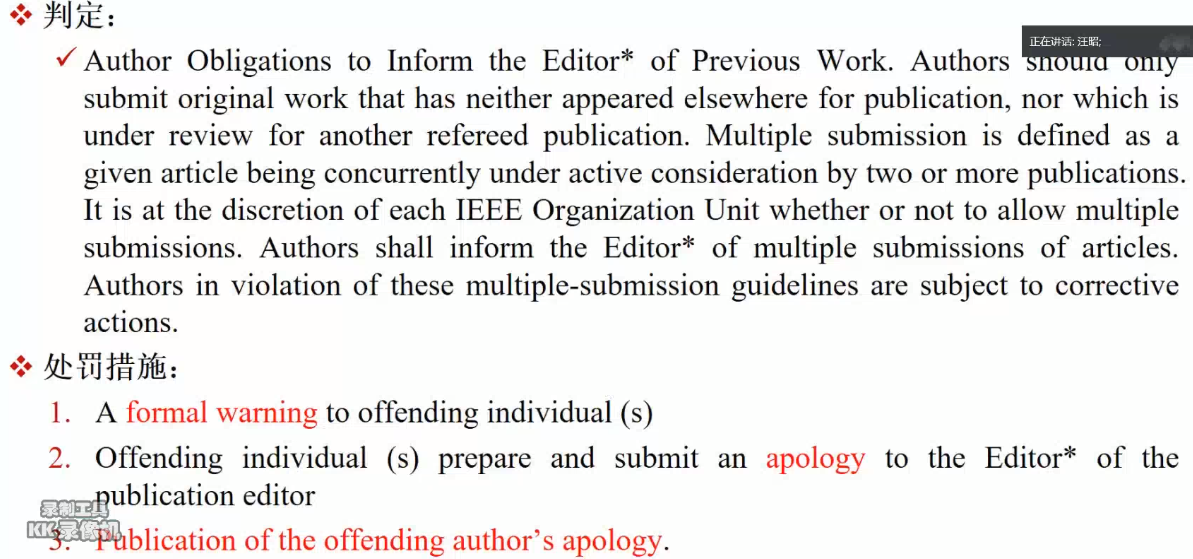 判定：
正在讲话: 汪昭;
✓ Author Obligations to Inform the Editor* of Previous Work. Authors should only
submit original work that has neither appeared elsewhere for publication, nor which is
under review for another refereed publication. Multiple submission is defined as a
given article being concurrently under active consideration by two or more publications.
It is at the discretion of each IEEE Organization Unit whether or not to allow multiple
submissions. Authors shall inform the Editor* of multiple submissions of articles.
Authors in violation of these multiple-submission guidelines are subject to corrective
actions.
处罚措施：
1. A formal warning to offending individual (s)
2. Offending individual (s) prepare and submit an apology to the Editor* of the
publication editor
录制工具
KK录像机
3. Publication of the offending author’s apology.